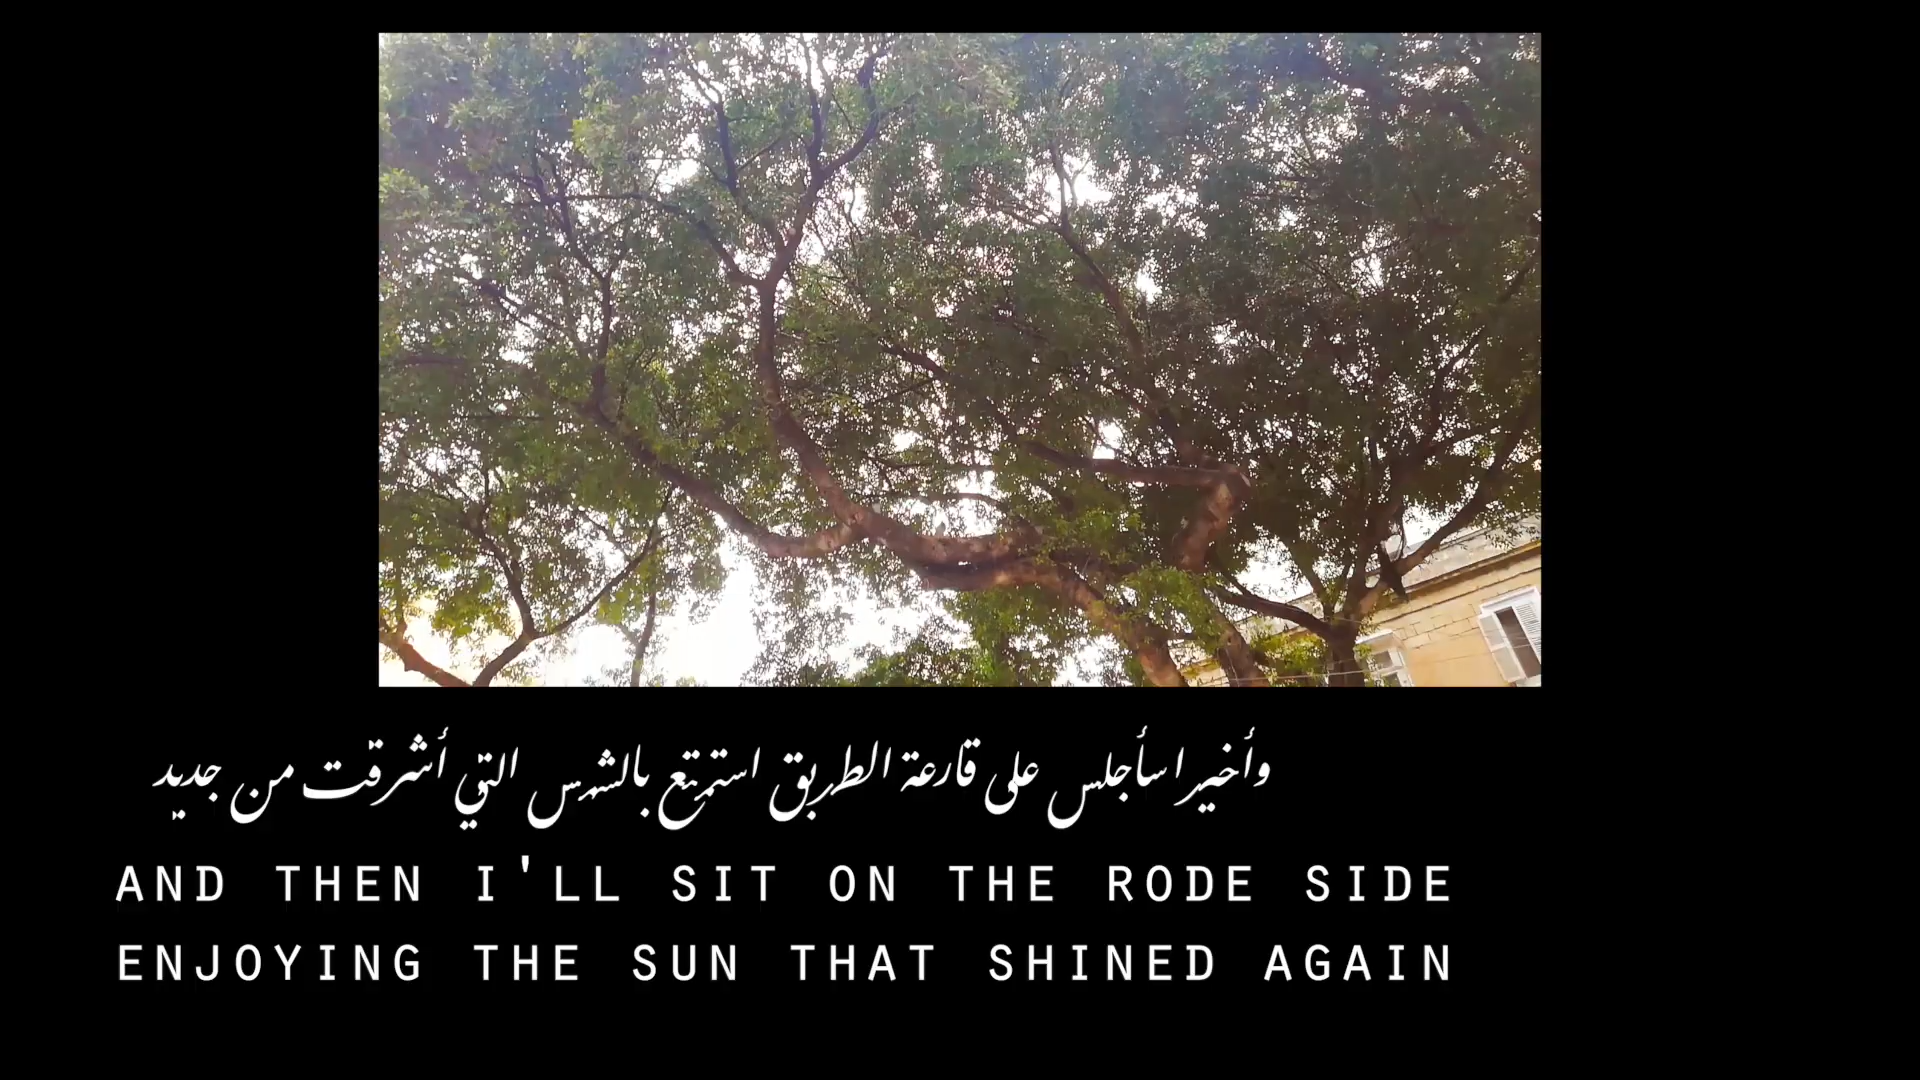 وأخيرا سأجلس على قارعة الطريق استمتع بالشمس التي أشرقت من جديد
AND THEN I'LL SIT ON THE RODE SIDE
ENJOYING THE SUN THAT SHINED AGAIN